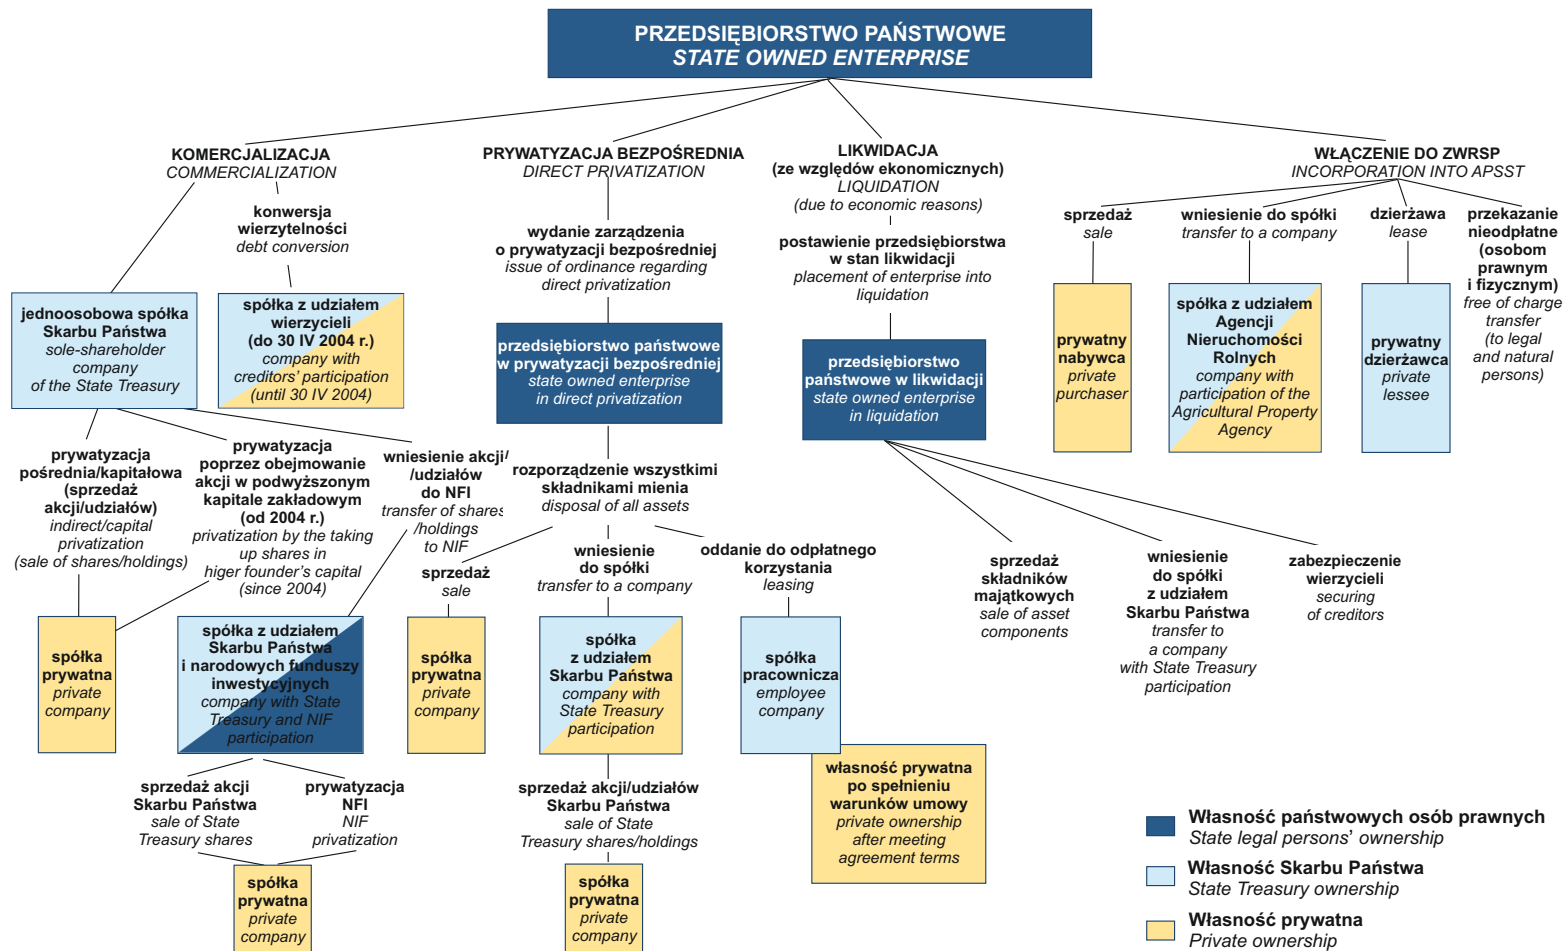 PRZEDSIĘBIORSTWO PAŃSTWOWE
STATE OWNED ENTERPRISE
KOMERCJALIZACJA
COMMERCIALIZATION
konwersja
wierzytelności
debt conversion
jednoosobowa spółka
Skarbu Państwa
sole-shareholder
company
of the State Treasury
spółka z udziałem
wierzycieli
(do 30 IV 2004 r.)
company with
creditors' participation
(until 30 IV 2004)
prywatyzacja
pośrednia/kapitałowa
(sprzedaż
akcji/udziałów)
indirect/capital
privatization
(sale of shares/holdings)
prywatyzacja
poprzez obejmowanie
akcji w podwyższonym
kapitale zakładowym
(od 2004 r.)
privatization by the taking
up shares in
higer founder's capital
(since 2004)
wniesienie akcji/
/udziałów
do NFI
transfer of shares
/holdings
to NIF
spółka
prywatna
private
company
spółka z udziałem
Skarbu Państwa
i narodowych funduszy
inwestycyjnych
company with State
Treasury and NIF
participation
sprzedaż akcji
Skarbu Państwa
sale of State
Treasury shares
prywatyzacja
NFI
NIF
privatization
spółka
prywatna
private
company
PRYWATYZACJA BEZPOŚREDNIA
DIRECT PRIVATIZATION
wydanie zarządzenia
o prywatyzacji bezpośredniej
issue of ordinance regarding
direct privatization
przedsiębiorstwo państwowe
w prywatyzacji bezpośredniej
state owned enterprise
in direct privatization
rozporządzenie wszystkimi
składnikami mienia
disposal of all assets
sprzedaż
sale
wniesienie
do spółki
transfer to a company
oddanie do odpłatnego
korzystania
leasing
spółka
prywatna
private
company
spółka
z udziałem
Skarbu Państwa
company with
State Treasury
participation
spółka
pracownicza
employee
company
sprzedaż akcji/udziałów
Skarbu Państwa
sale of State
Treasury shares/holdings
własność prywatna
po spełnieniu
warunków umowy
private ownership
after meeting
agreement terms
spółka
prywatna
private
company
LIKWIDACJA
(ze względów ekonomicznych)
LIQUIDATION
(due to economic reasons)
postawienie przedsiębiorstwa
w stan likwidacji
placement of enterprise into
liquidation
przedsiębiorstwo
państwowe w likwidacji
state owned enterprise
in liquidation
sprzedaż
składników
majątkowych
sale of asset
components
wniesienie
do spółki
z udziałem
Skarbu Państwa
transfer to
a company
with State Treasury
participation
zabezpieczenie
wierzycieli
securing
of creditors
WŁĄCZENIE DO ZWRSP
INCORPORATION INTO APSST
sprzedaż
sale
wniesienie do spółki
transfer to a company
dzierżawa
lease
przekazanie
nieodpłatne
(osobom
prawnym
i fizycznym)
free of charge
transfer
(to legal
and natural
persons)
prywatny
nabywca
private
purchaser
spółka z udziałem
Agencji
Nieruchomości
Rolnych
company with
participation of the
Agricultural Property
Agency
prywatny
dzierżawca
private
lessee
Własność państwowych osób prawnych
State legal persons' ownership
Własność Skarbu Państwa
State Treasury ownership
Własność prywatna
Private ownership